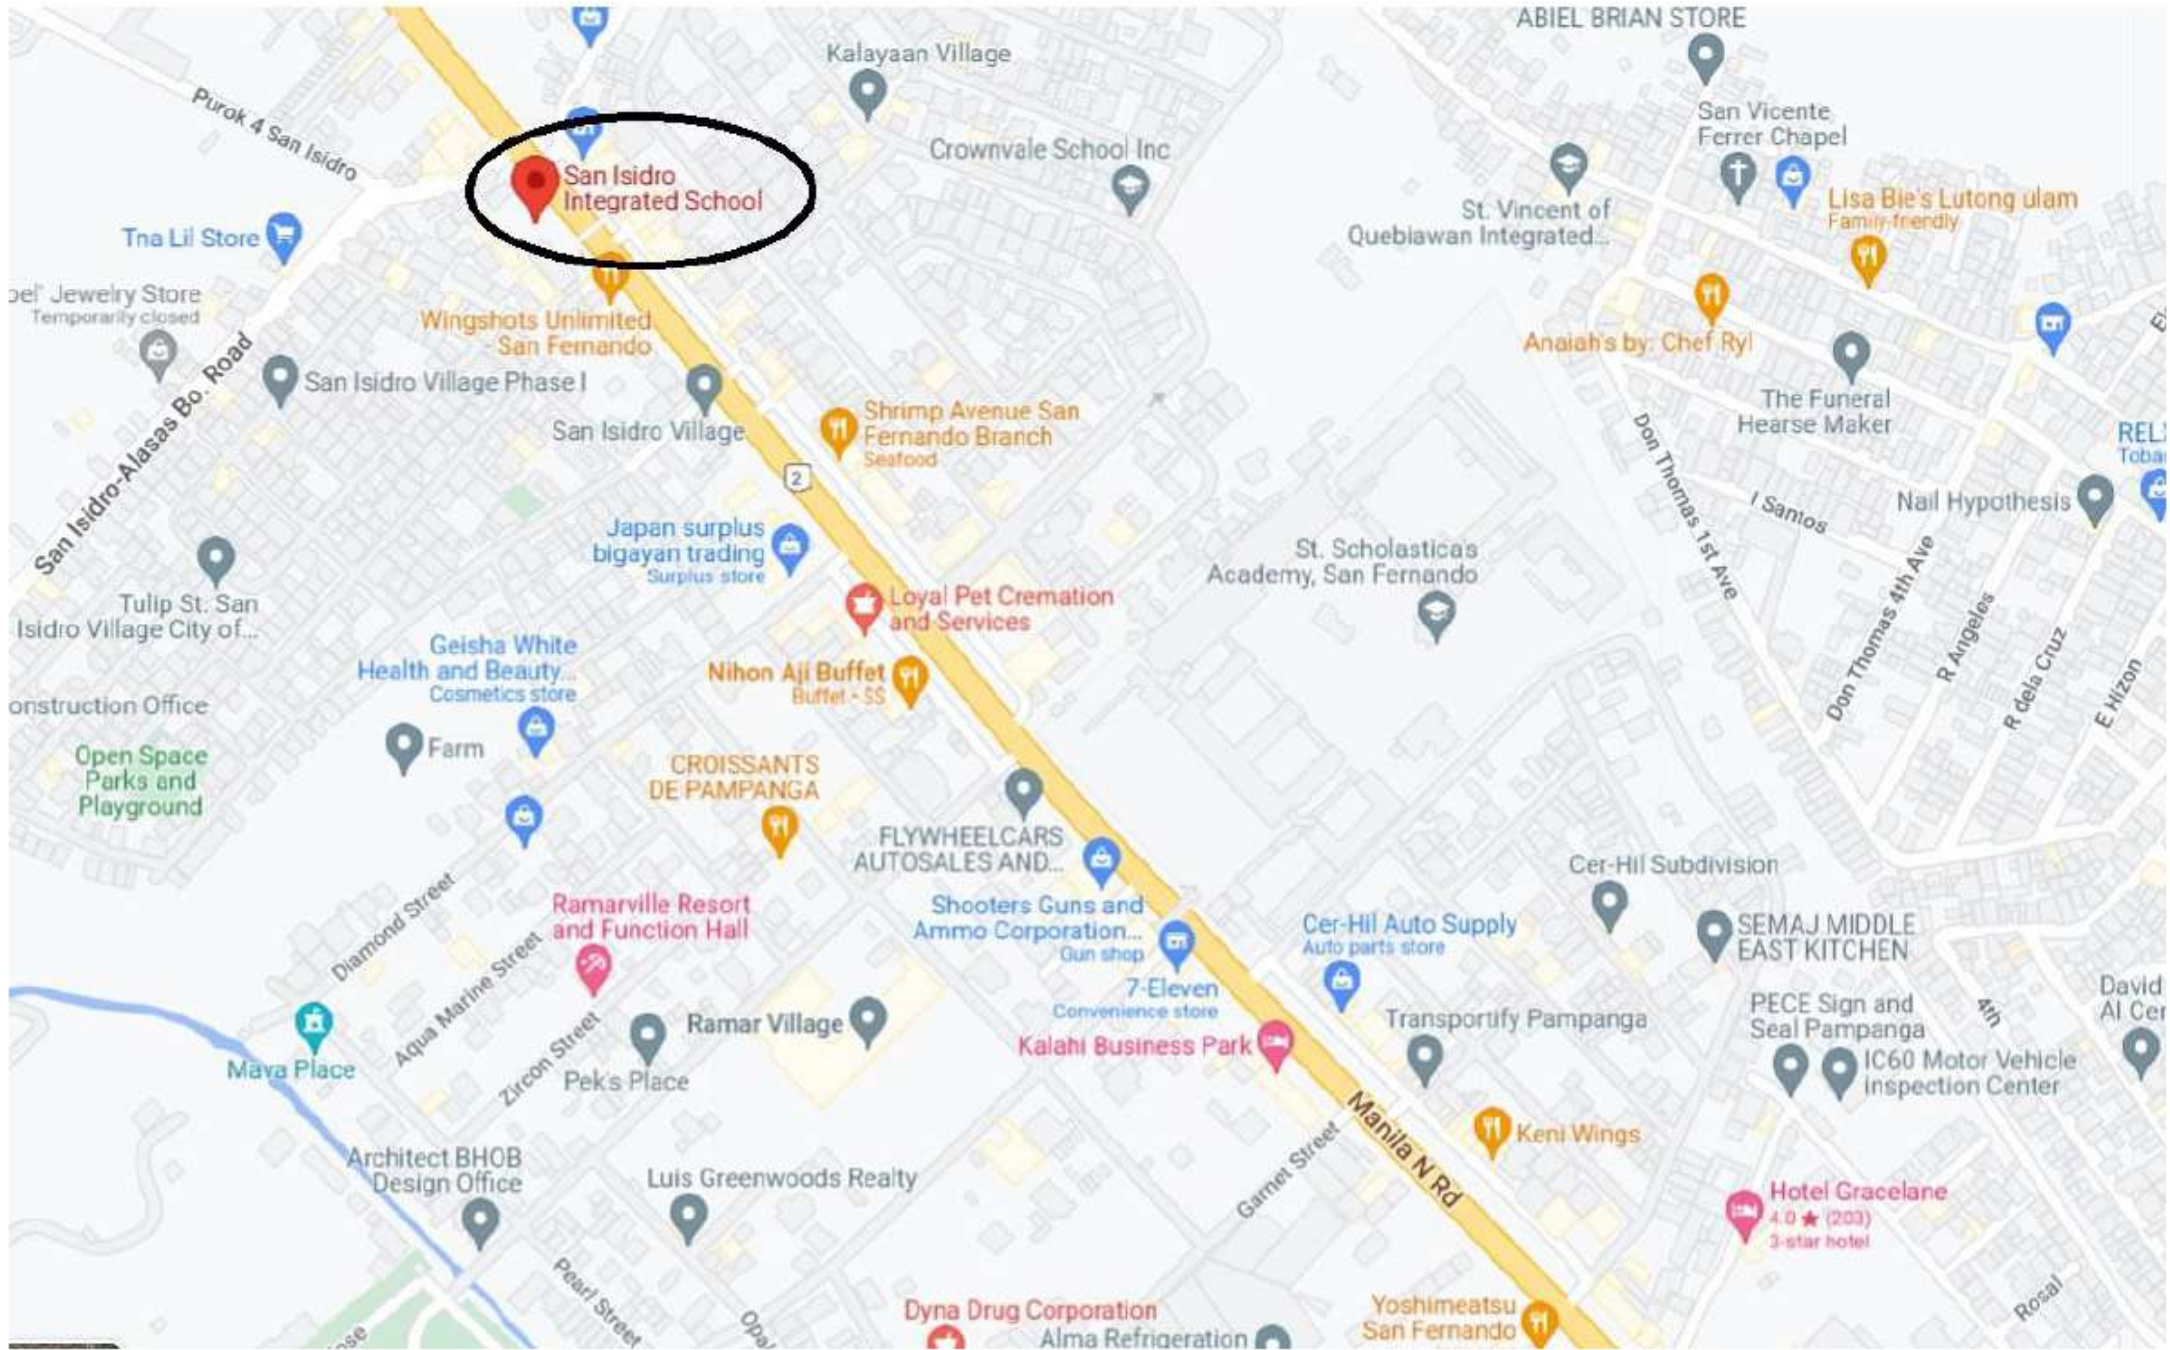 ABIEL BRIAN STORE
Kalayaan Village
Purok 4 San Isidro
San Vicente
Ferrer Chapel
Crownvale School Inc
San Isidro
Integrated School
Lisa Bie's Lutong ulam
Family-friendly
St. Vincent of
Quebiawan Integrated...
Tna Lil Store
Jewelry Store
Temporarily closed
Wingshots Unlimited
San Fernando
Anaiah's by: Chef Ryl
San Isidro Village Phase I
San Isidro-Alasas Bo. Road
The Funeral
Hearse Maker
Shrimp Avenue San
Fernando Branch
Seafood
San Isidro Village
Don Thomas 1st Ave
2
I Santos
Nail Hypothesis
Japan surplus
bigayan trading
Surplus store
St. Scholastica's
Academy, San Fernando
Loyal Pet Cremation
and Services
Tulip St. San
Isidro Village City of...
Geisha White
Health and Beauty...
Cosmetics store
Nihon Aji Buffet
Buffet • $$
Don Thomas 4th Ave
R Angeles
R dela Cruz
E Hizon
onstruction Office
Farm
Open Space
Parks and
Playground
CROISSANTS
DE PAMPANGA
FLYWHEELCARS
AUTOSALES AND...
Cer-Hil Subdivision
Diamond Street
Ramarville Resort
and Function Hall
Shooters Guns and
Ammo Corporation...
Gun shop
Cer-Hil Auto Supply
Auto parts store
SEMAJ MIDDLE
EAST KITCHEN
Aqua Marine Street
7-Eleven
Convenience store
4th
David
PECE Sign and
Seal Pampanga
Zircon Street
Ramar Village
Transportify Pampanga
Kalahi Business Park
Maya Place
Pek's Place
IC60 Motor Vehicle
Inspection Center
Manila N Rd
Keni Wings
Garnet Street
Architect BHOB
Design Office
Luis Greenwoods Realty
Hotel Gracelane
4.0 ★ (203)
3-star hotel
Pearl Street
Opal
Rosal
Dyna Drug Corporation
Alma Refrigeration
Yoshimeatsu
San Fernando